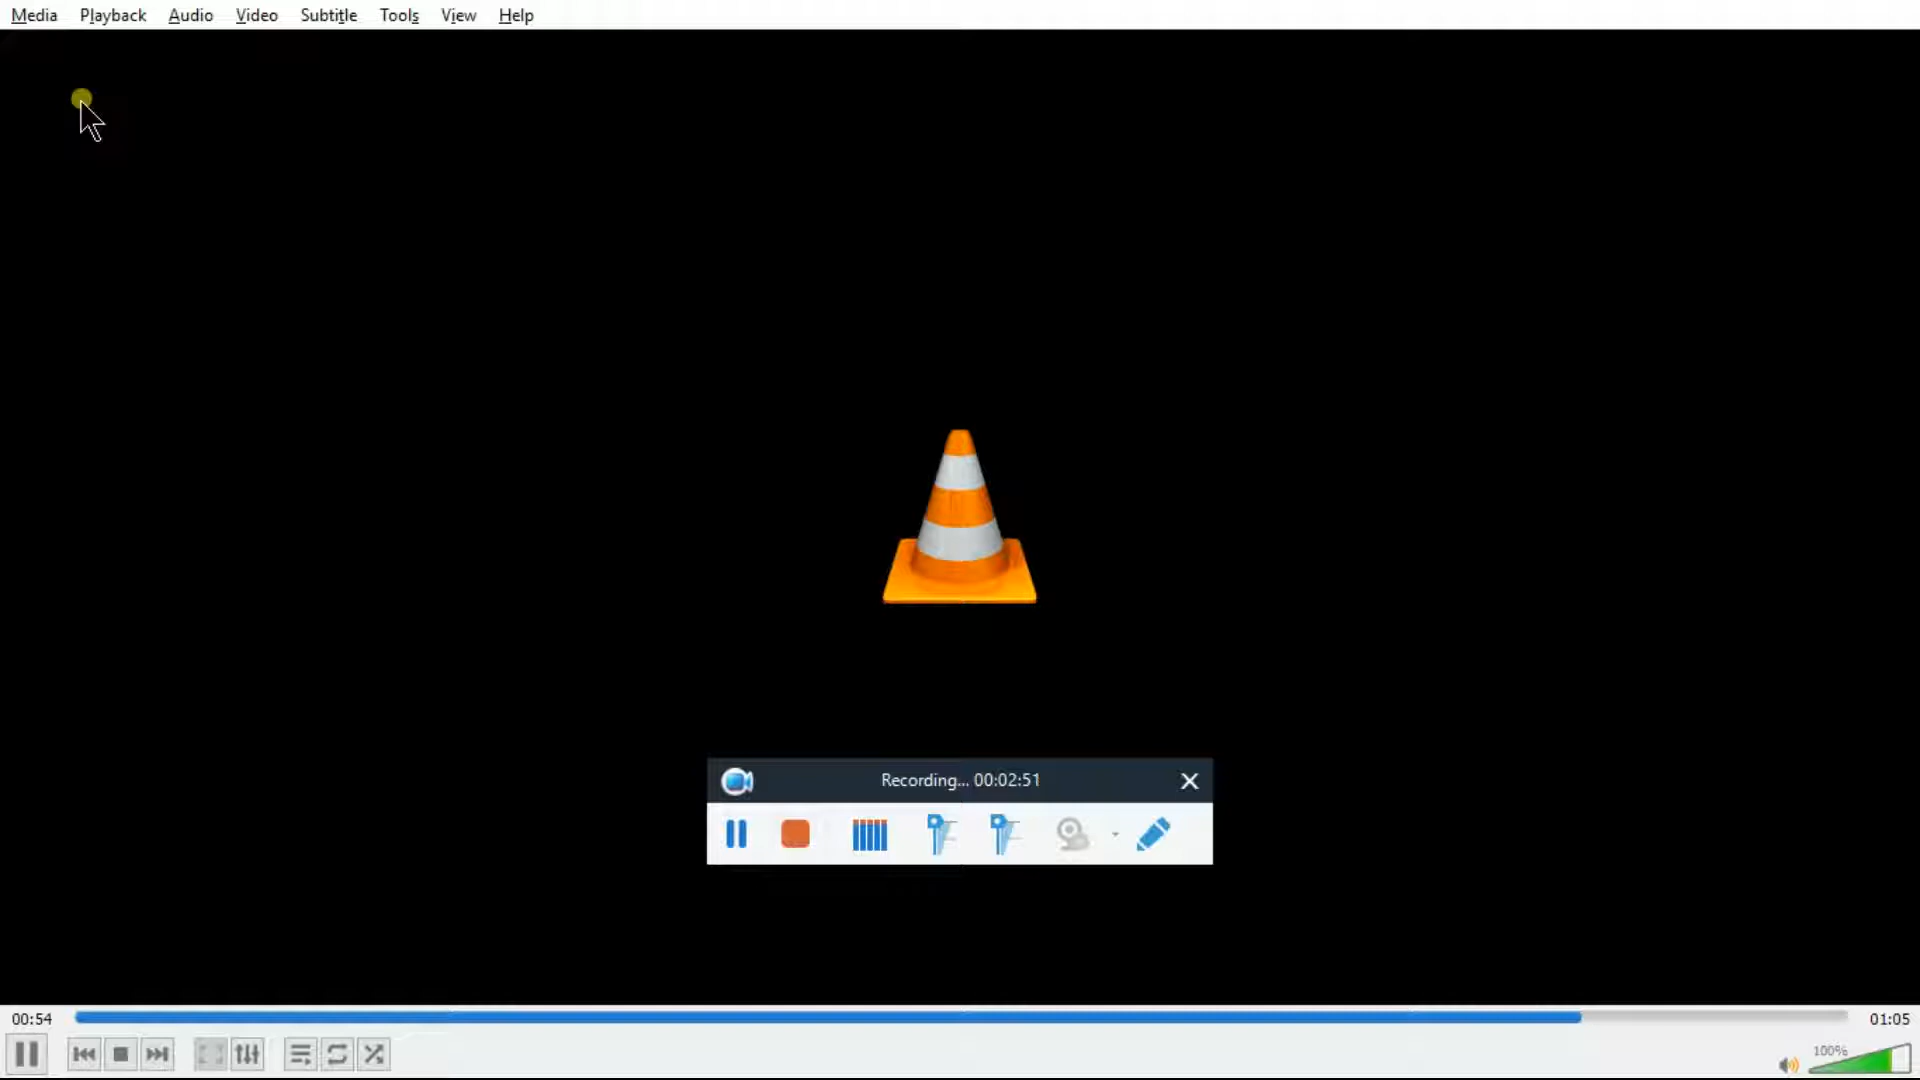 Media Playback Audio Video Subtitle Tools View Help
Recording... 00:02:51
00:54 01:05
100%